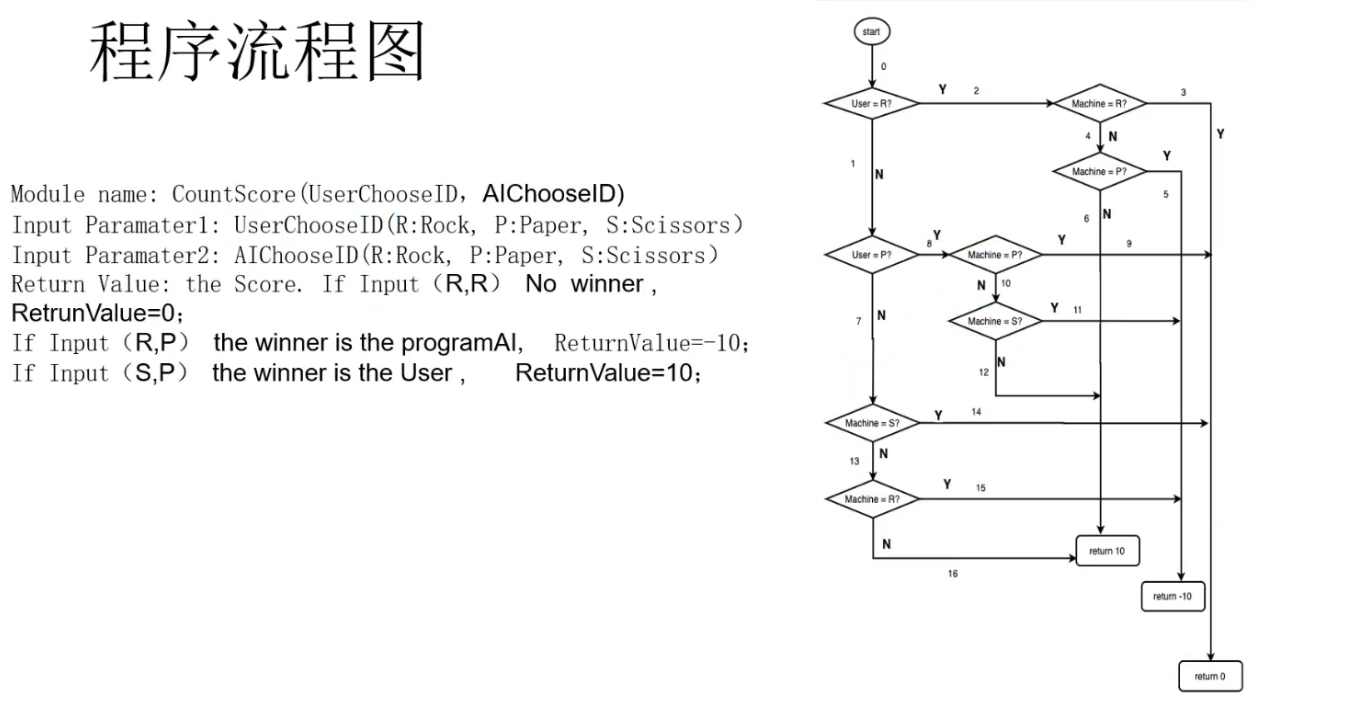 程序流程图
Module name: CountScore(UserChooseID, AIChooseID)
Input Paramater1: UserChooseID(R:Rock, P:Paper, S:Scissors)
Input Paramater2: AIChooseID(R:Rock, P:Paper, S:Scissors)
Return Value: the Score. If Input（R,R） No winner ,
RetrunValue=0;
If Input（R,P） the winner is the programAI, ReturnValue=-10;
If Input（S,P） the winner is the User , ReturnValue=10;
start
0
User = R?
Y 2
Machine = R?
3
Y
4 N
1
N
Machine = P?
Y
5
6 N
User = P?
8 Y
Machine = P?
Y 9
N 10
7 N
Machine = S?
Y 11
N
12
Machine = S?
Y 14
13 N
Machine = R?
Y 15
N
16
return 10
return -10
return 0